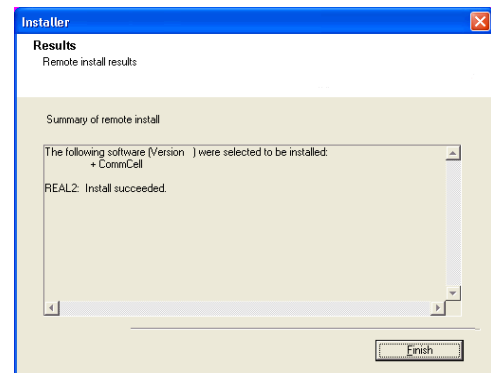 Installer
Results
Remote install results
Summary of remote install
The following software (Version   ) were selected to be installed:
+ CommCell
REAL2:  Install succeeded.
Finish